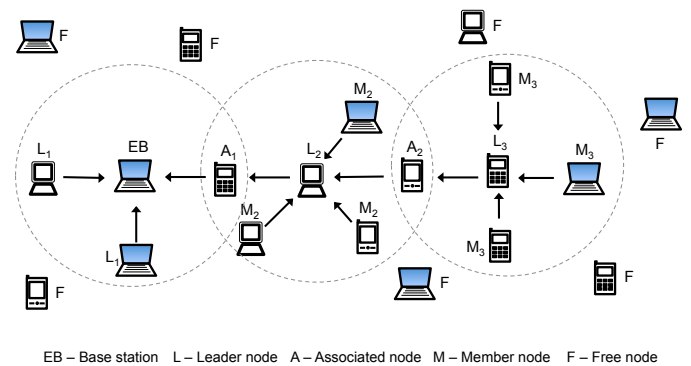 F
F
F
M₃
M₂
F
L₁
EB
A₁
L₂
A₂
L₃
M₃
M₂
M₂
L₁
M₃
F
F
F
EB – Base station L – Leader node A – Associated node M – Member node F – Free node